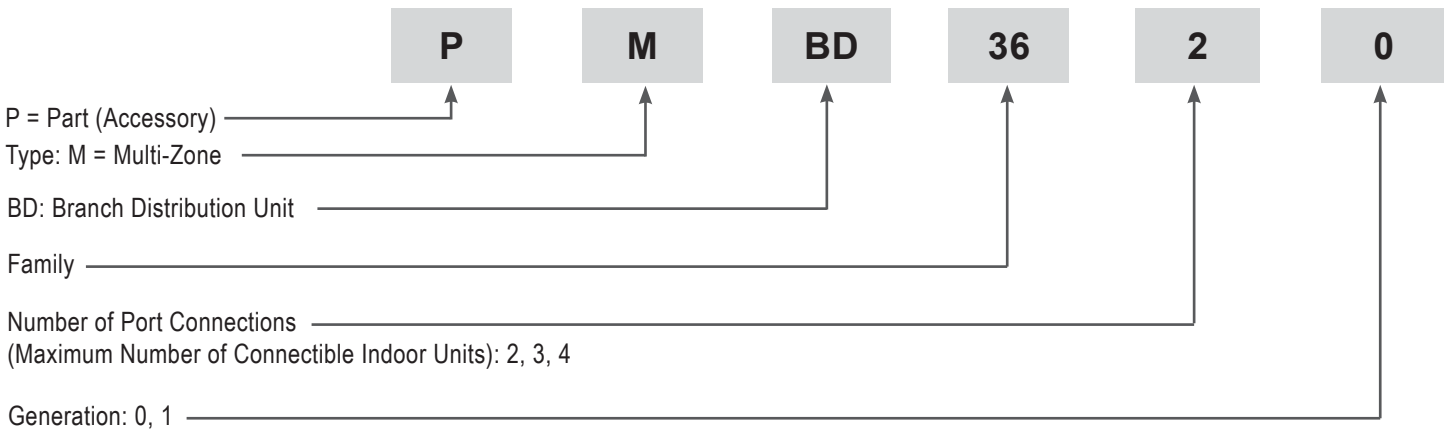 P M BD 36 2 0
P = Part (Accessory)
Type: M = Multi-Zone
BD: Branch Distribution Unit
Family
Number of Port Connections
(Maximum Number of Connectible Indoor Units): 2, 3, 4
Generation: 0, 1